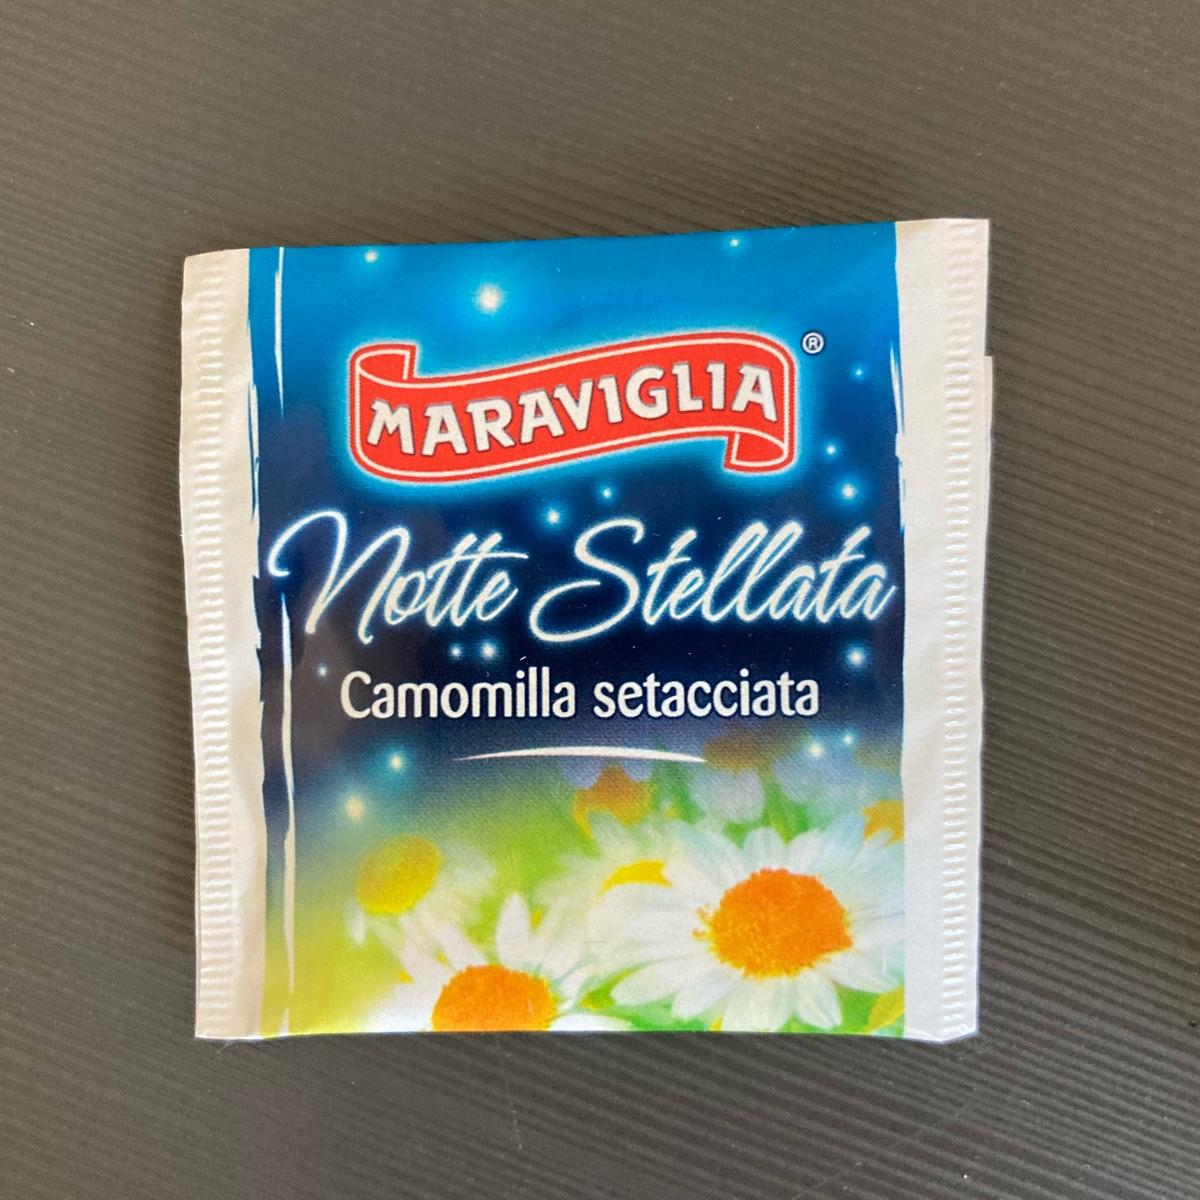 MARAVIGLIA ®
Notte Stellata
Camomilla setacciata